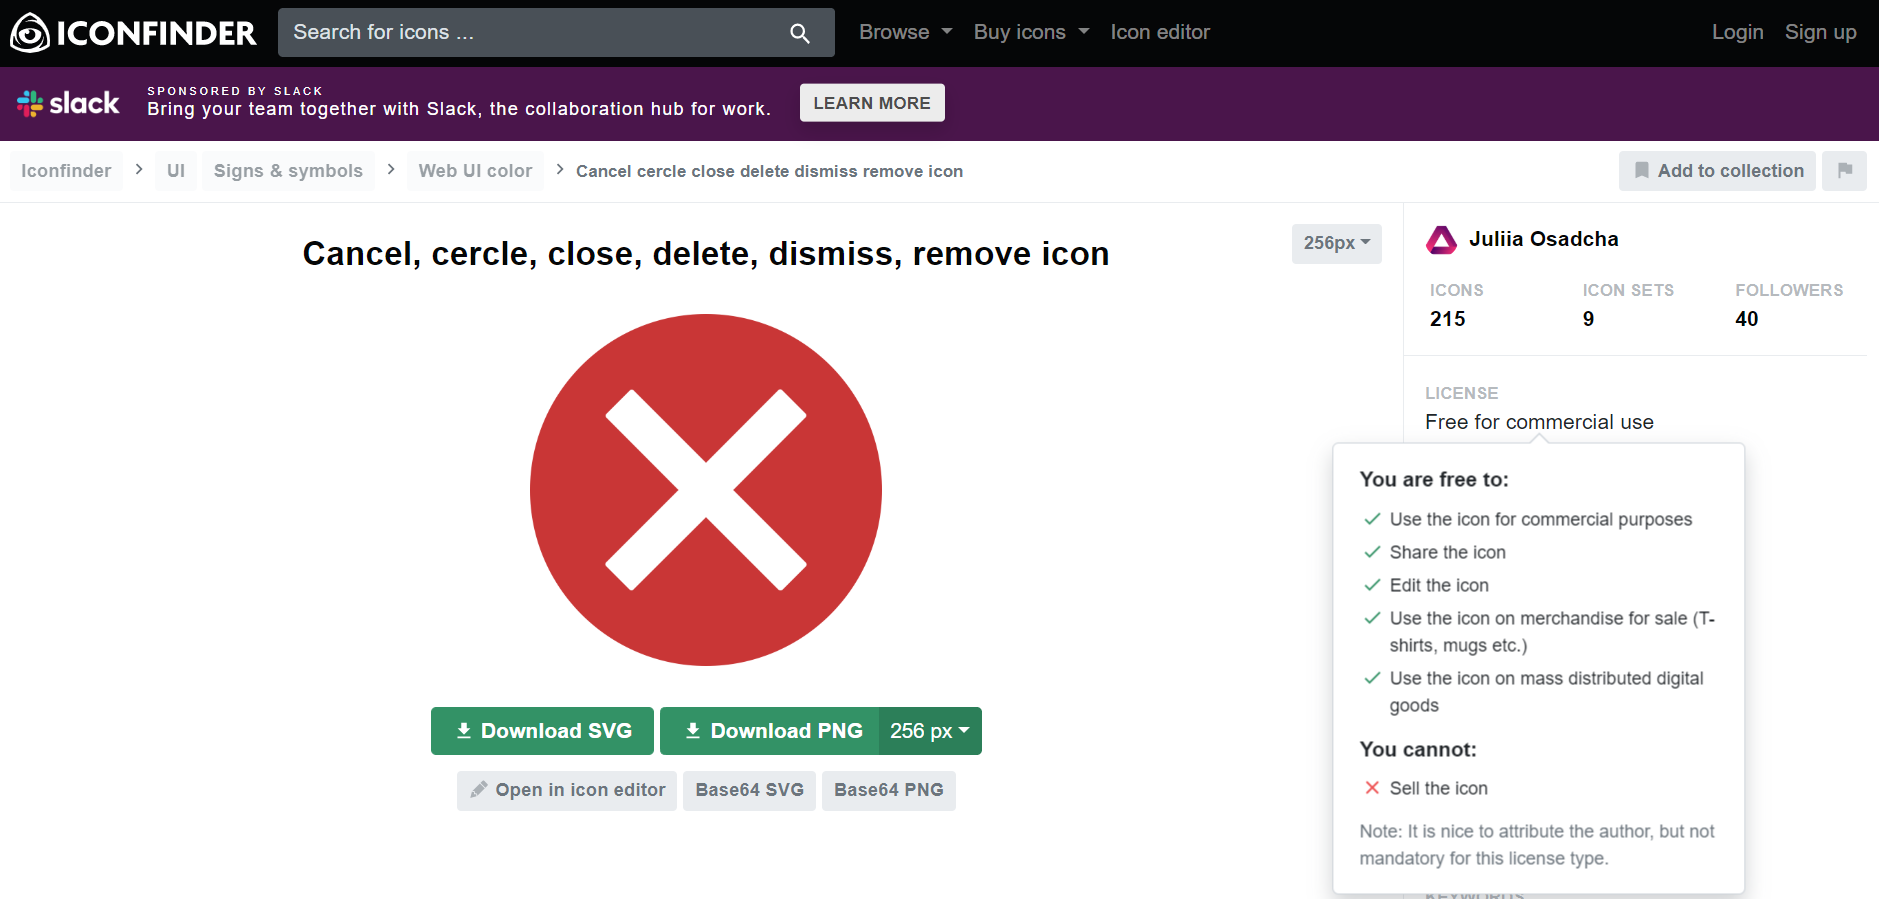 ICONFINDER
Search for icons ...
Browse
Buy icons
Icon editor
Login
Sign up
slack
SPONSORED BY SLACK
Bring your team together with Slack, the collaboration hub for work.
LEARN MORE
Iconfinder
UI
Signs & symbols
Web UI color
Cancel cercle close delete dismiss remove icon
Add to collection
Cancel, cercle, close, delete, dismiss, remove icon
256px
Download SVG
Download PNG
256 px
Open in icon editor
Base64 SVG
Base64 PNG
Juliia Osadcha
ICONS
ICON SETS
FOLLOWERS
215
9
40
LICENSE
Free for commercial use
You are free to:
Use the icon for commercial purposes
Share the icon
Edit the icon
Use the icon on merchandise for sale (T-
shirts, mugs etc.)
Use the icon on mass distributed digital
goods
You cannot:
Sell the icon
Note: It is nice to attribute the author, but not
mandatory for this license type.
KEYWORDS